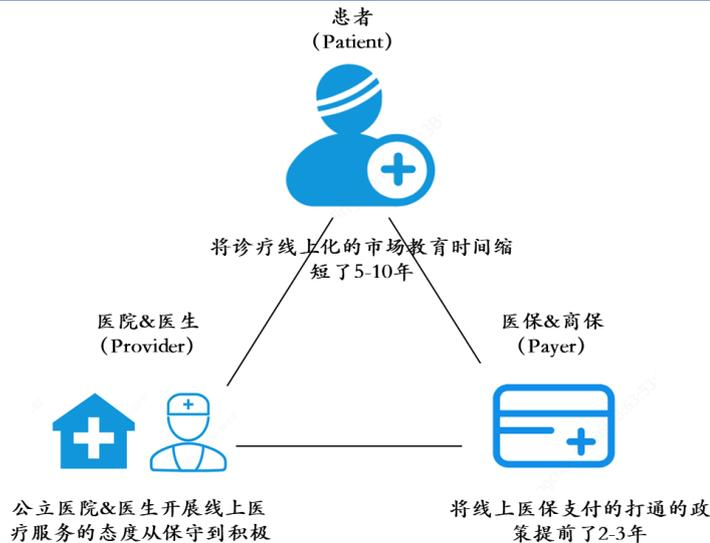 患者
（Patient）
将诊疗线上化的市场教育时间缩
短了5-10年
医院&医生
（Provider）
医保&商保
（Payer）
公立医院&医生开展线上医
疗服务的态度从保守到积极
将线上医保支付的打通的政
策提前了2-3年